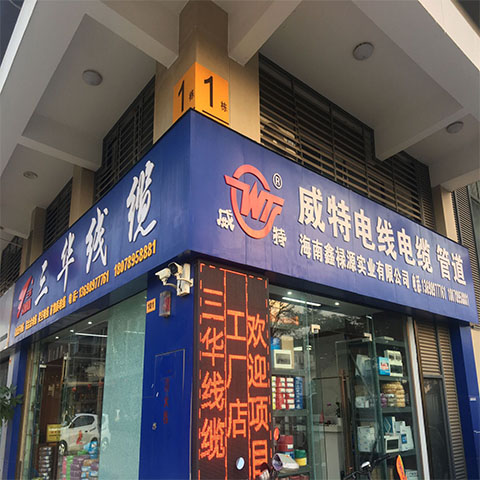 1栋
1栋
三华线缆
18078958881
威特
®
威特电线电缆 管道
海南鑫禄源实业有限公司
三华线缆
工厂店
欢迎项目